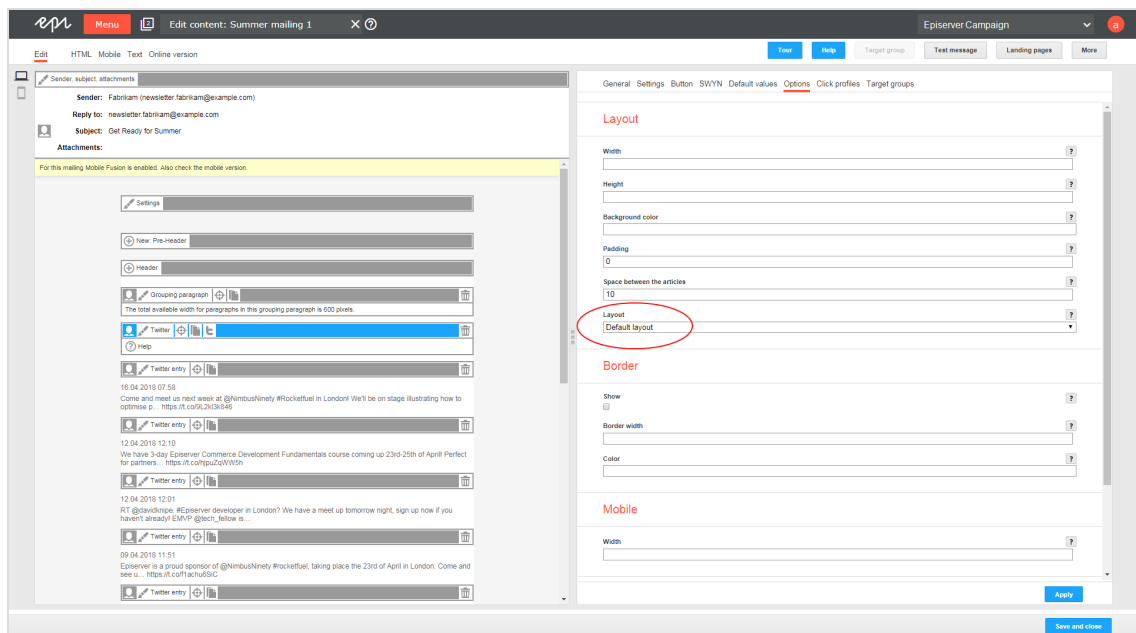 epi
Menu
2
Edit content: Summer mailing 1
Episerver Campaign
a
Edit HTML Mobile Text Online version
Tour Help Target group Test message Landing pages More
Sender, subject, attachments
Sender: Fabrikam (newsletter.fabrikam@example.com)
Reply to: newsletter.fabrikam@example.com
Subject: Get Ready for Summer
Attachments:
For this mailing Mobile Fusion is enabled. Also check the mobile version.
Settings
New: Pre-Header
Header
Grouping paragraph
The total available width for paragraphs in this grouping paragraph is 600 pixels.
Twitter
Help
Twitter entry
16.04.2018 07:58
Come and meet us next week at @NimbusNinety #Rocketfuel in London! We'll be on stage illustrating how to
optimise p... https://t.co/9L2kl3k846
Twitter entry
12.04.2018 12:10
We have 3-day Episerver Commerce Development Fundamentals course coming up 23rd-25th of April! Perfect
for partners... https://t.co/hjpuZqWW5h
Twitter entry
12.04.2018 12:01
RT @davidknipe: #Episerver developer in London? We have a meet up tomorrow night, sign up now if you
haven't already! EMVP @tech_fellow is...
Twitter entry
09.04.2018 11:51
Episerver is a proud sponsor of @NimbusNinety #rocketfuel, taking place the 23rd of April in London. Come and
see u... https://t.co/f1achu6SiC
Twitter entry
General Settings Button SWYN Default values Options Click profiles Target groups
Layout
Width ?
Height ?
Background color ?
Padding ?
0
Space between the articles ?
10
Layout ?
Default layout
Border
Show ?
Border width ?
Color ?
Mobile
Width ?
Apply
Save and close